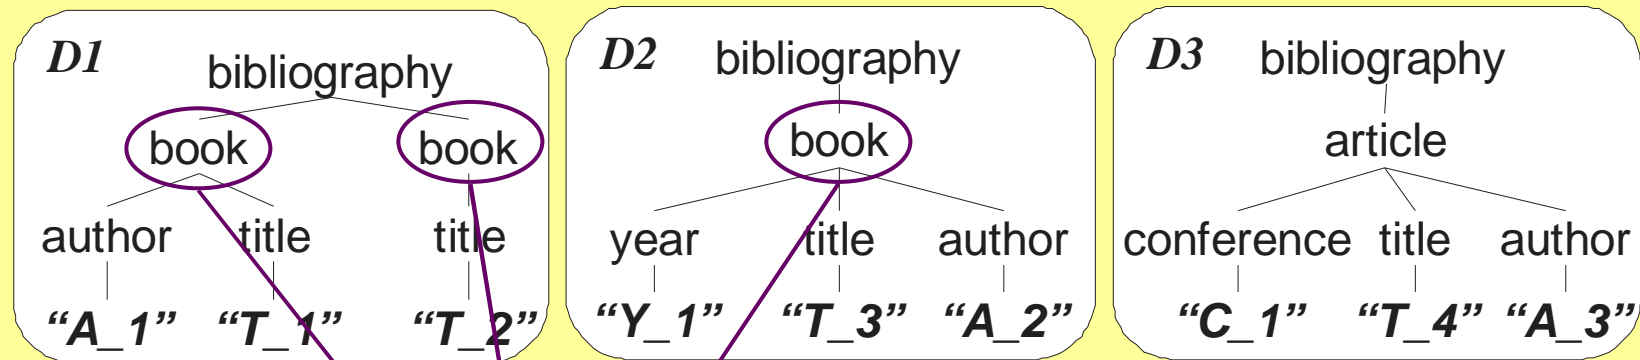 D1
bibliography
book book
author title title
“A_1” “T_1” “T_2”
D2
bibliography
book
year title author
“Y_1” “T_3” “A_2”
D3
bibliography
article
conference title author
“C_1” “T_4” “A_3”